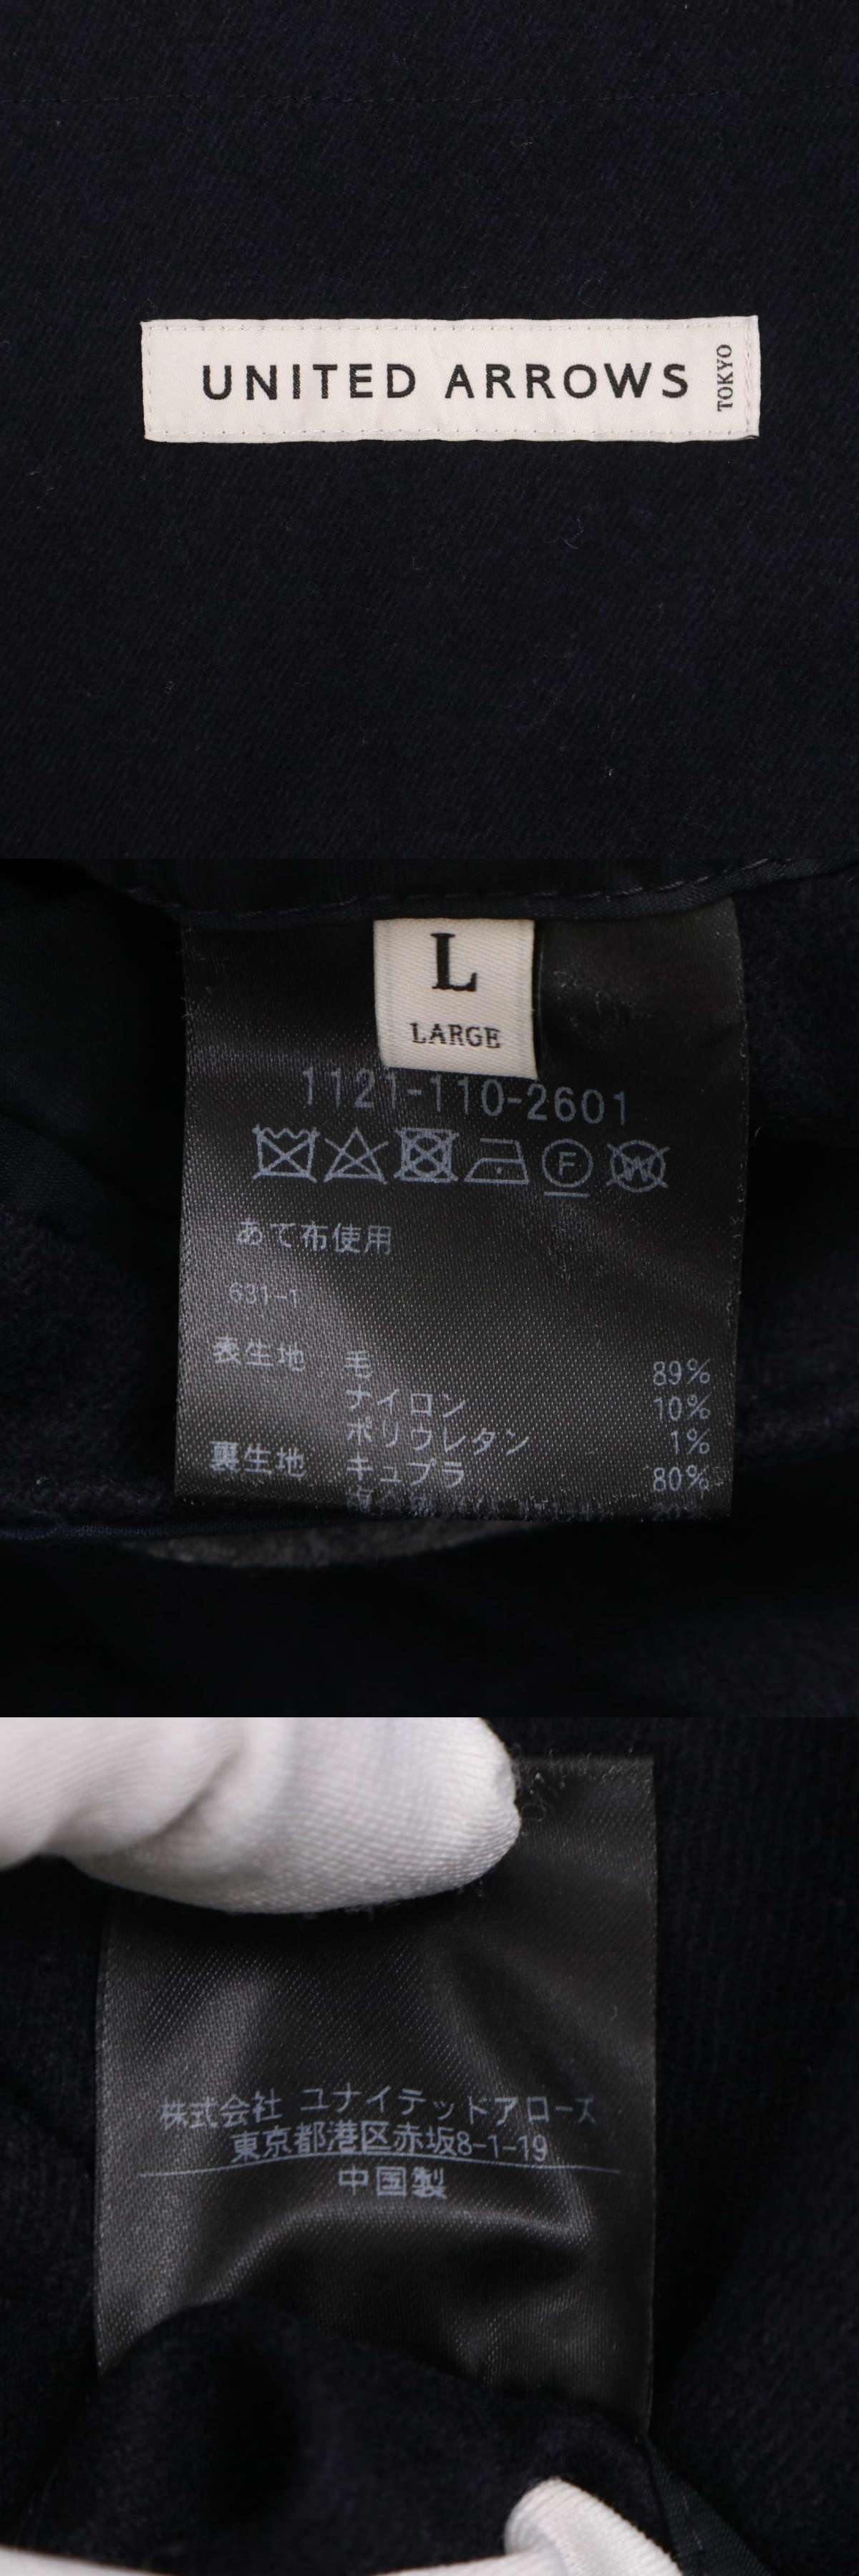 UNITED ARROWS TOKYO
L
LARGE
1121-110-2601
F W
あて布使用
631-1
表生地 毛 89%
ナイロン 10%
ポリウレタン 1%
裏生地 キュプラ 80%
株式会社 ユナイテッドアローズ
東京都港区赤坂8-1-19
中国製